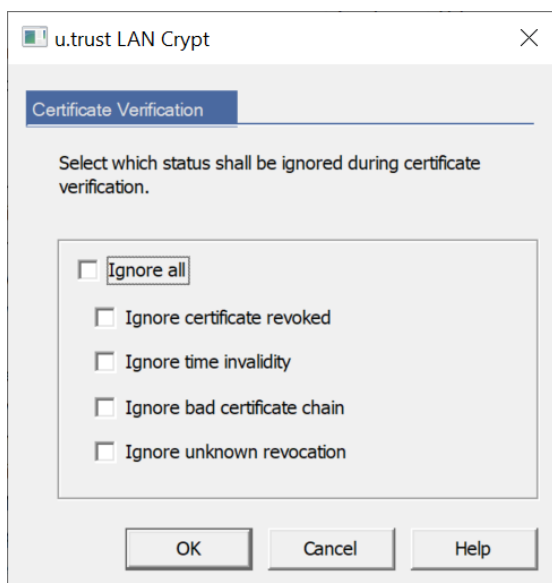 u.trust LAN Crypt
Certificate Verification
Select which status shall be ignored during certificate
verification.
Ignore all
Ignore certificate revoked
Ignore time invalidity
Ignore bad certificate chain
Ignore unknown revocation
OK
Cancel
Help